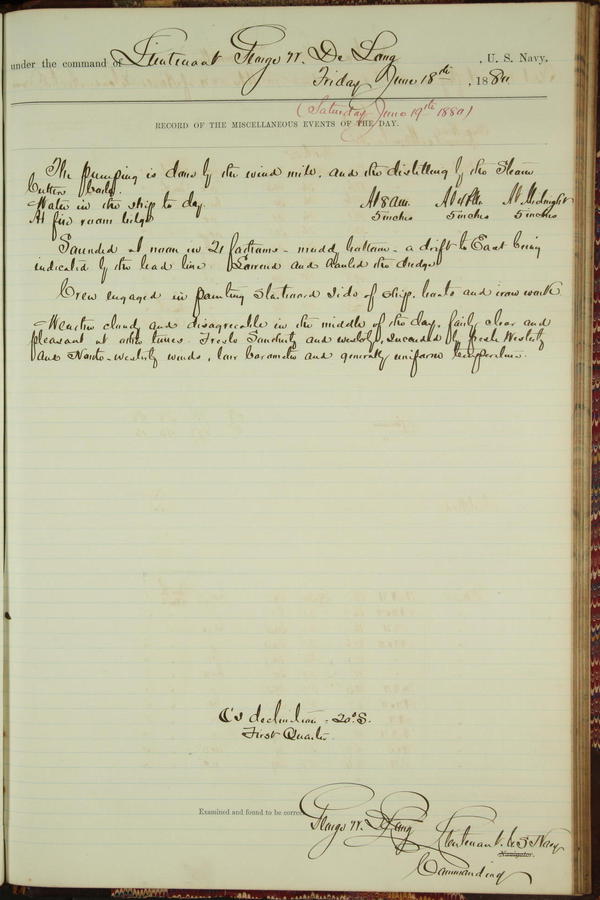 under the command of Lieutenant George W. De Long , U. S. Navy,
Friday June 18th , 1880
(Saturday June 19th 1880)
RECORD OF THE MISCELLANEOUS EVENTS OF THE DAY.
The pumping is done by the wind mill, and the distilling by the Steam
Cutters boiler.
Water in the ship to day. At 8 a.m. At 4 P.M. At Midnight
At fire room bilge 5 inches 5 inches 5 inches
Sounded at noon in 21 fathoms - muddy bottom - a drift to East being
indicated by the lead line. Lowered and hauled the dredge
Crew engaged in painting Starboard side of ship, boats and iron work.
Weather cloudy and disagreeable in the middle of the day, fairly clear and
pleasant at other times. Fresh Southerly and westerly, succeeded by fresh Westerly
and North-westerly winds, low barometer and generally uniform temperature.
declination = 20° S.
First Quarter
Examined and found to be correct.
George W. De Long Lieutenant U.S Navy
Navigator.
Commanding